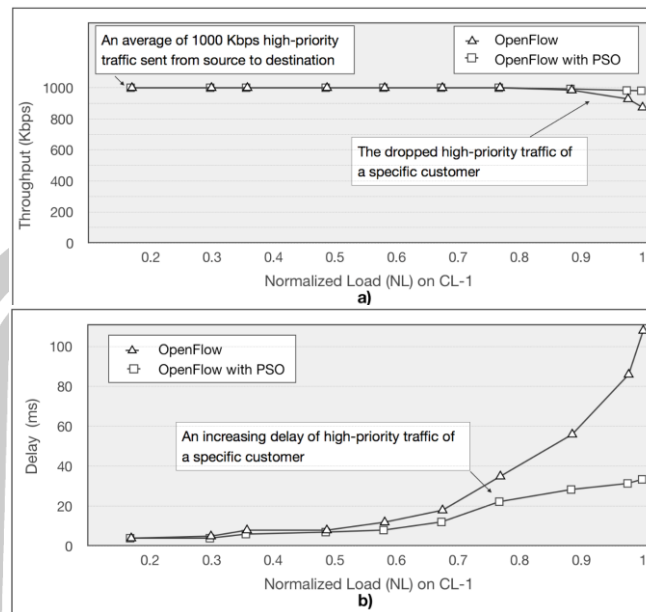 An average of 1000 Kbps high-priority
traffic sent from source to destination
OpenFlow
OpenFlow with PSO
The dropped high-priority traffic of
a specific customer
Throughput (Kbps)
1000
800
600
400
200
0
0.2 0.3 0.4 0.5 0.6 0.7 0.8 0.9 1
Normalized Load (NL) on CL-1
a)
OpenFlow
OpenFlow with PSO
An increasing delay of high-priority traffic of
a specific customer
Delay (ms)
100
80
60
40
20
0
0.2 0.3 0.4 0.5 0.6 0.7 0.8 0.9 1
Normalized Load (NL) on CL-1
b)